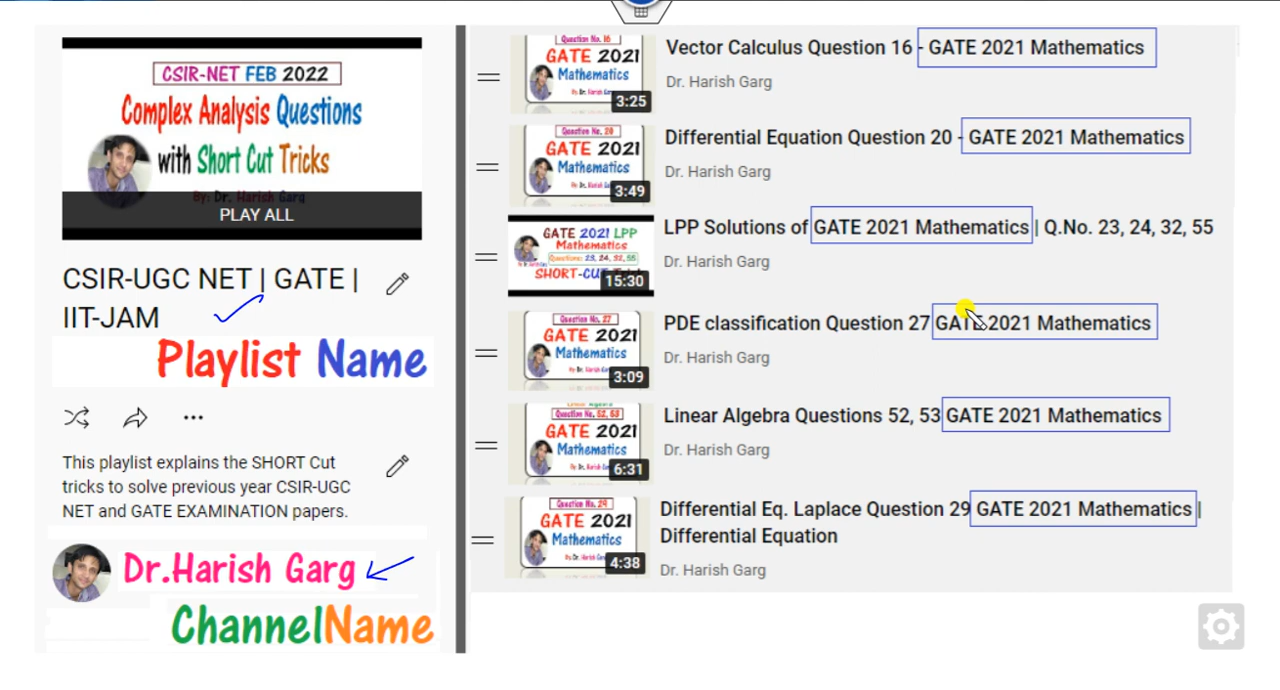 CSIR-NET FEB 2022
Complex Analysis Questions
with Short Cut Tricks
By: Dr. Harish Garg
PLAY ALL
CSIR-UGC NET | GATE |
IIT-JAM
Playlist Name
This playlist explains the SHORT Cut
tricks to solve previous year CSIR-UGC
NET and GATE EXAMINATION papers.
Dr.Harish Garg
ChannelName
Question No. 16
GATE 2021
Mathematics
3:25
Vector Calculus Question 16 - GATE 2021 Mathematics
Dr. Harish Garg
Question No. 20
GATE 2021
Mathematics
3:49
Differential Equation Question 20 - GATE 2021 Mathematics
Dr. Harish Garg
GATE 2021 LPP
Mathematics
Questions: 23, 24, 32, 55
SHORT-CUT
15:30
LPP Solutions of GATE 2021 Mathematics | Q.No. 23, 24, 32, 55
Dr. Harish Garg
Question No. 27
GATE 2021
Mathematics
3:09
PDE classification Question 27 GATE 2021 Mathematics
Dr. Harish Garg
Question No. 52, 53
GATE 2021
Mathematics
6:31
Linear Algebra Questions 52, 53 GATE 2021 Mathematics
Dr. Harish Garg
Question No. 29
GATE 2021
Mathematics
4:38
Differential Eq. Laplace Question 29 GATE 2021 Mathematics |
Differential Equation
Dr. Harish Garg